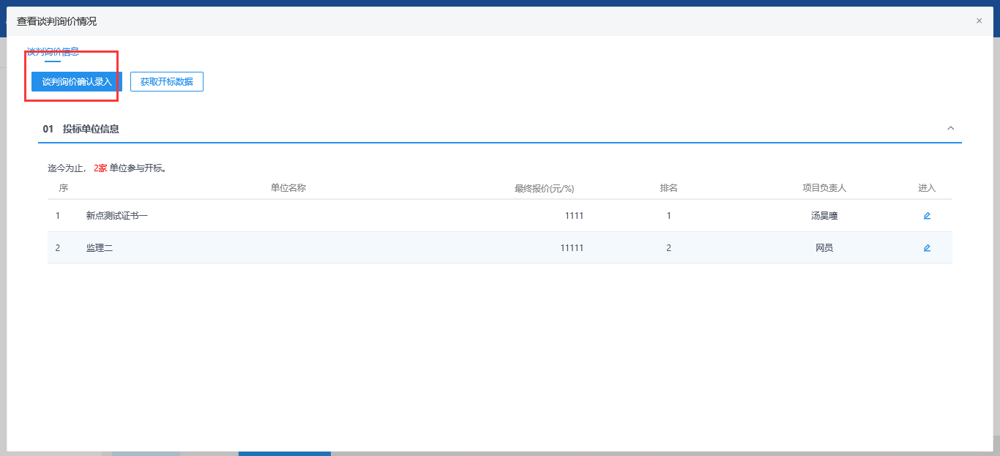 查看谈判询价情况
×
谈判询价信息
谈判询价确认录入 获取开标数据
01 投标单位信息
迄今为止， 2家 单位参与开标。
序 单位名称 最终报价(元/%) 排名 项目负责人 进入
1 新点测试证书一 1111 1 汤昊曈
2 监理二 11111 2 网员